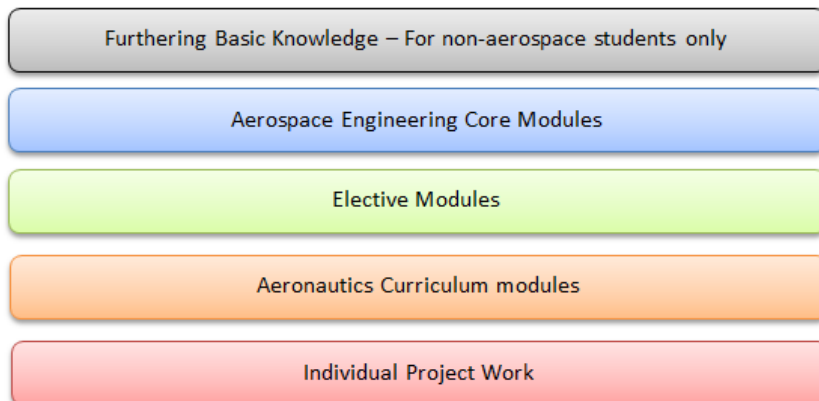 Furthering Basic Knowledge – For non-aerospace students only
Aerospace Engineering Core Modules
Elective Modules
Aeronautics Curriculum modules
Individual Project Work